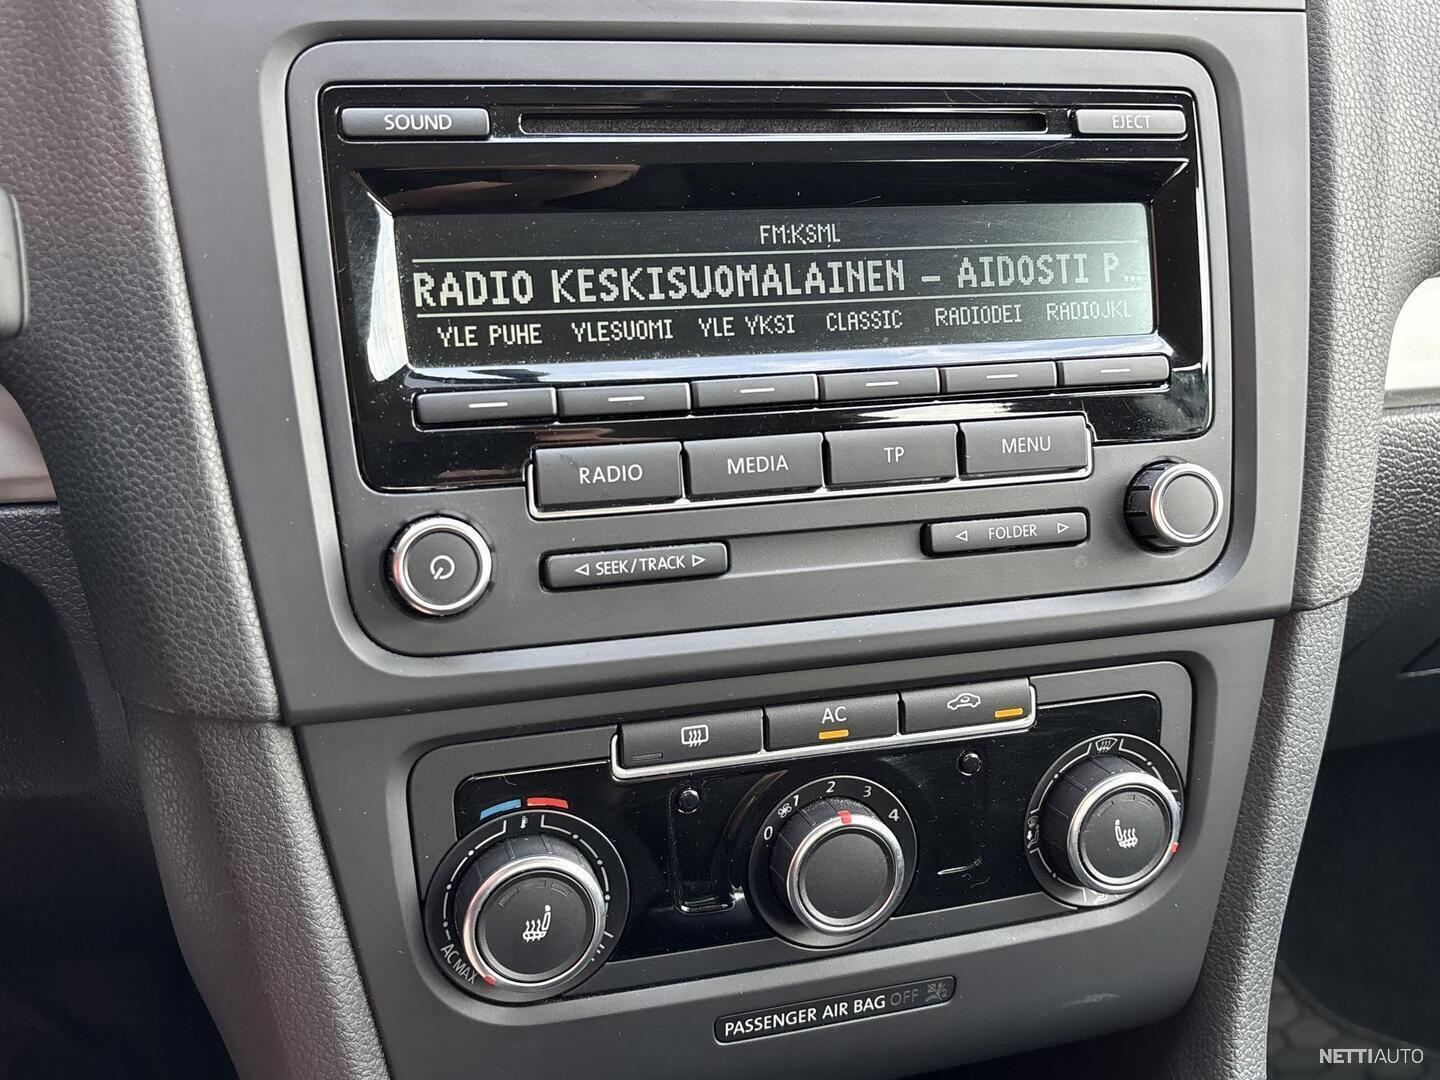 SOUND
EJECT
FM:KSML
RADIO KESKISUOMALAINEN - AIDOSTI P…
YLE PUHE YLESUOMI YLE YKSI CLASSIC RADIODEI RADIOJKL
RADIO MEDIA TP MENU
SEEK/TRACK
FOLDER
AC
0 1 2 3 4
AC MAX
PASSENGER AIR BAG OFF
NETTIAUTO